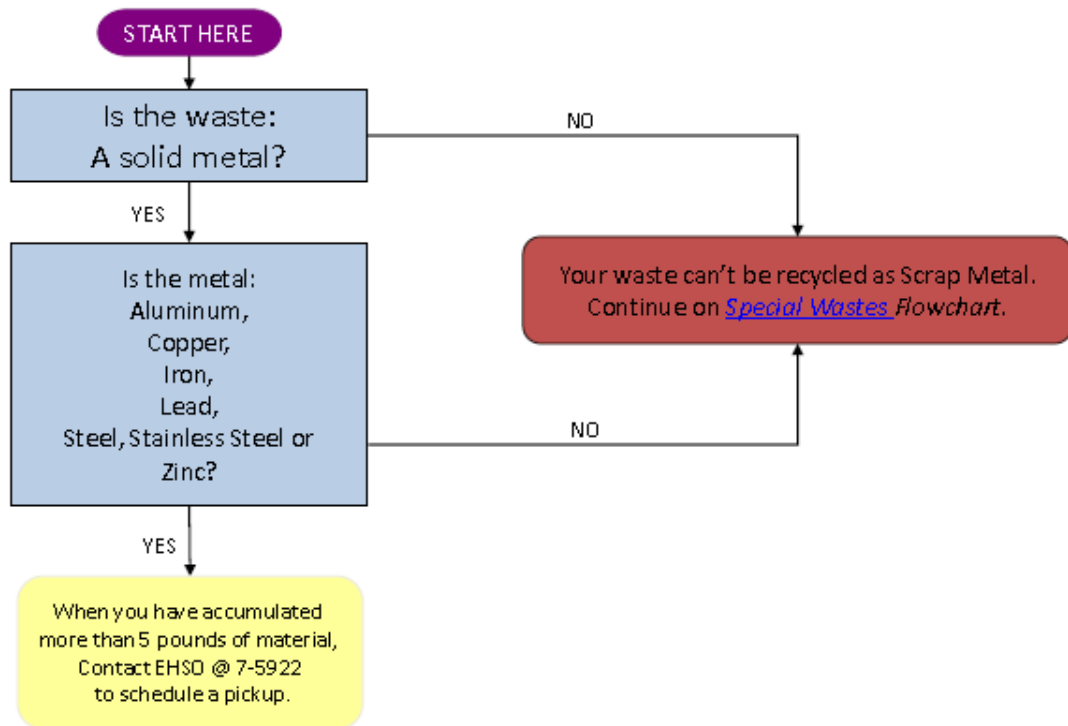 START HERE
Is the waste:
A solid metal?
NO
YES
Is the metal:
Aluminum,
Copper,
Iron,
Lead,
Steel, Stainless Steel or
Zinc?
Your waste can't be recycled as Scrap Metal.
Continue on Special Wastes Flowchart.
NO
YES
When you have accumulated
more than 5 pounds of material,
Contact EHSO @ 7-5922
to schedule a pickup.